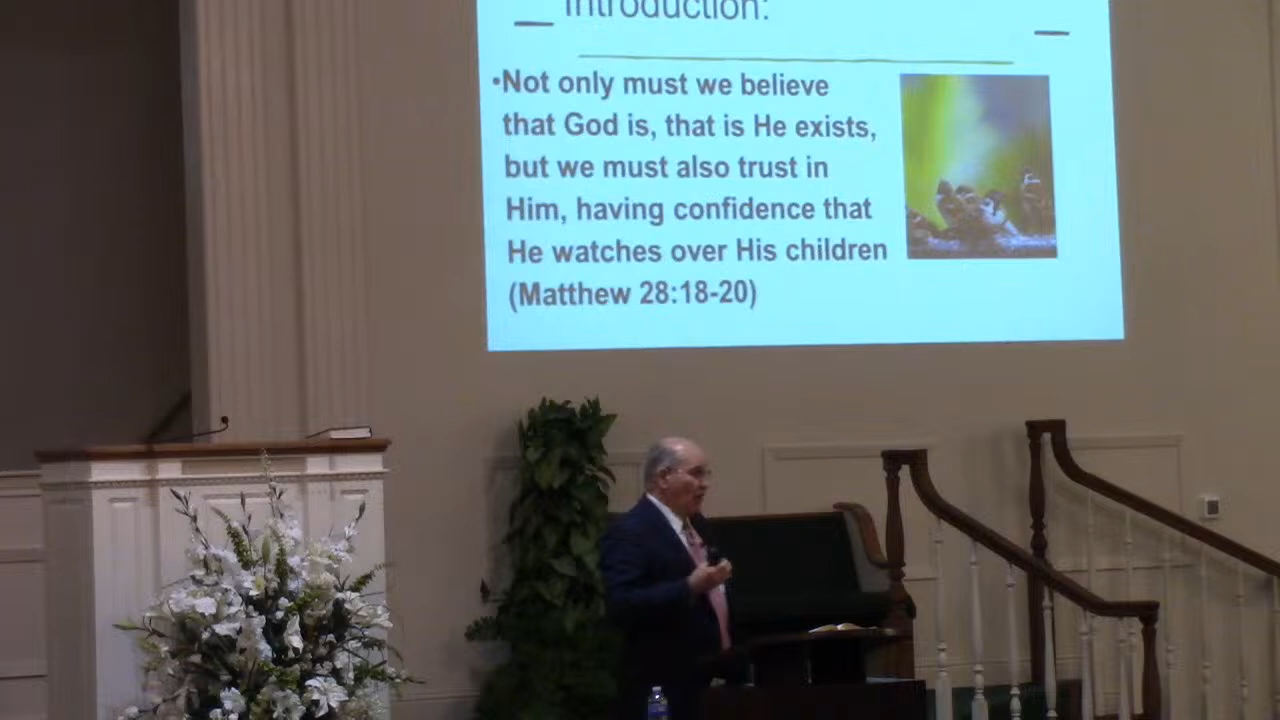 Introduction:
•Not only must we believe
that God is, that is He exists,
but we must also trust in
Him, having confidence that
He watches over His children
(Matthew 28:18-20)